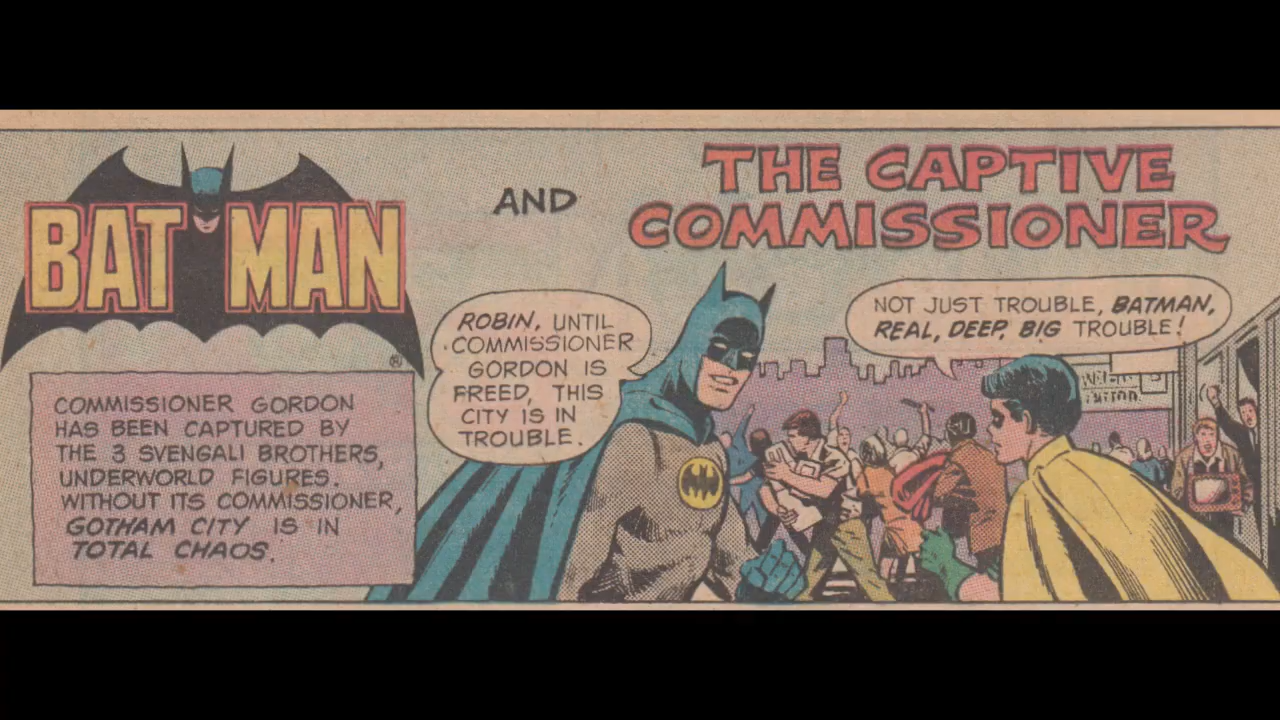 BATMAN
AND
THE CAPTIVE
COMMISSIONER
COMMISSIONER GORDON
HAS BEEN CAPTURED BY
THE 3 SVENGALI BROTHERS,
UNDERWORLD FIGURES.
WITHOUT ITS COMMISSIONER,
GOTHAM CITY IS IN
TOTAL CHAOS.
ROBIN, UNTIL
COMMISSIONER
GORDON IS
FREED, THIS
CITY IS IN
TROUBLE.
NOT JUST TROUBLE, BATMAN,
REAL, DEEP, BIG TROUBLE!